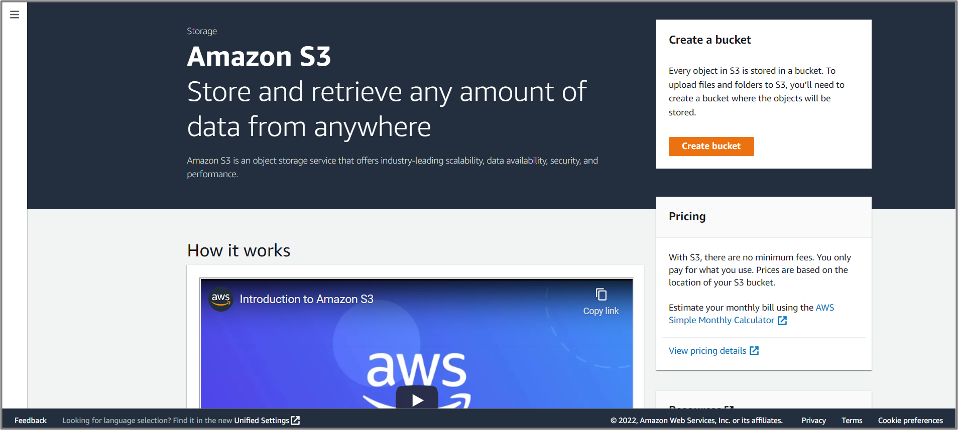 Storage
Amazon S3
Store and retrieve any amount of
data from anywhere
Amazon S3 is an object storage service that offers industry-leading scalability, data availability, security, and
performance.
Create a bucket
Every object in S3 is stored in a bucket. To
upload files and folders to S3, you'll need to
create a bucket where the objects will be
stored.
Create bucket
Pricing
With S3, there are no minimum fees. You only
pay for what you use. Prices are based on the
location of your S3 bucket.
Estimate your monthly bill using the AWS
Simple Monthly Calculator
View pricing details
Resources
How it works
aws
Introduction to Amazon S3
Copy link
aws
Feedback
Looking for language selection? Find it in the new Unified Settings
© 2022, Amazon Web Services, Inc. or its affiliates.
Privacy
Terms
Cookie preferences